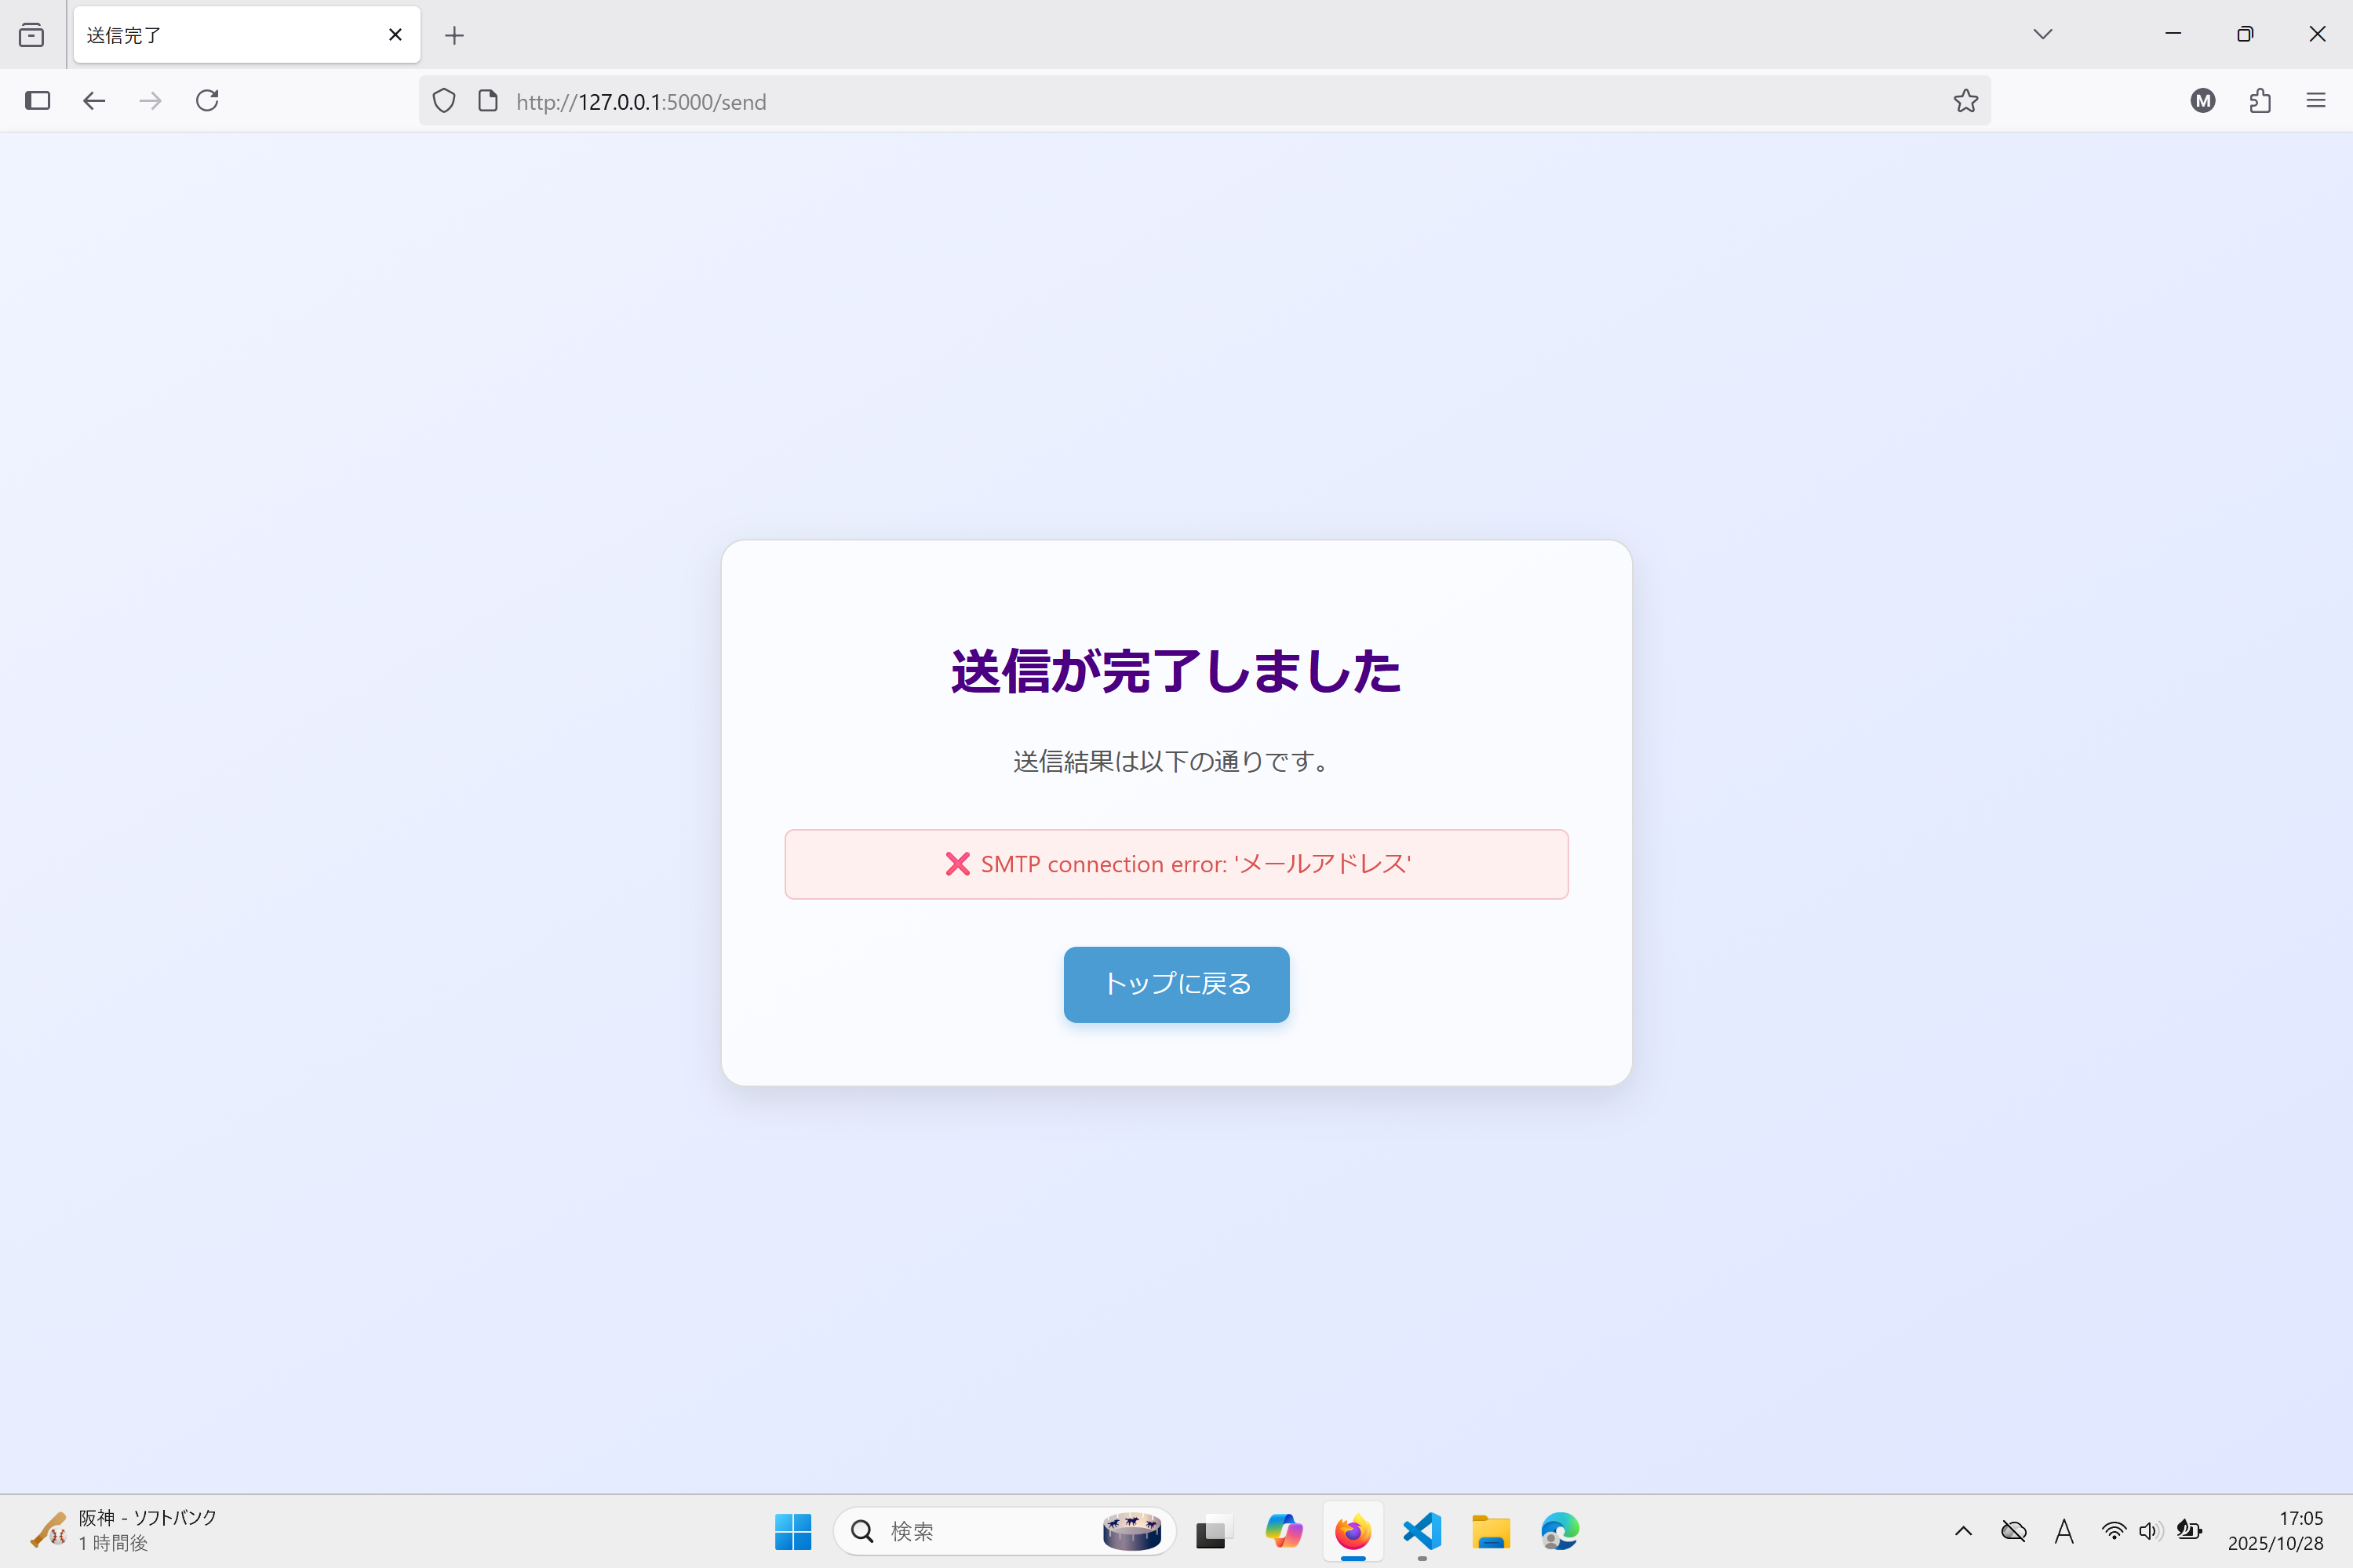 送信完了
http://127.0.0.1:5000/send
M
送信が完了しました
送信結果は以下の通りです。
❌ SMTP connection error: 'メールアドレス'
トップに戻る
阪神 - ソフトバンク
1 時間後
検索
A
17:05
2025/10/28